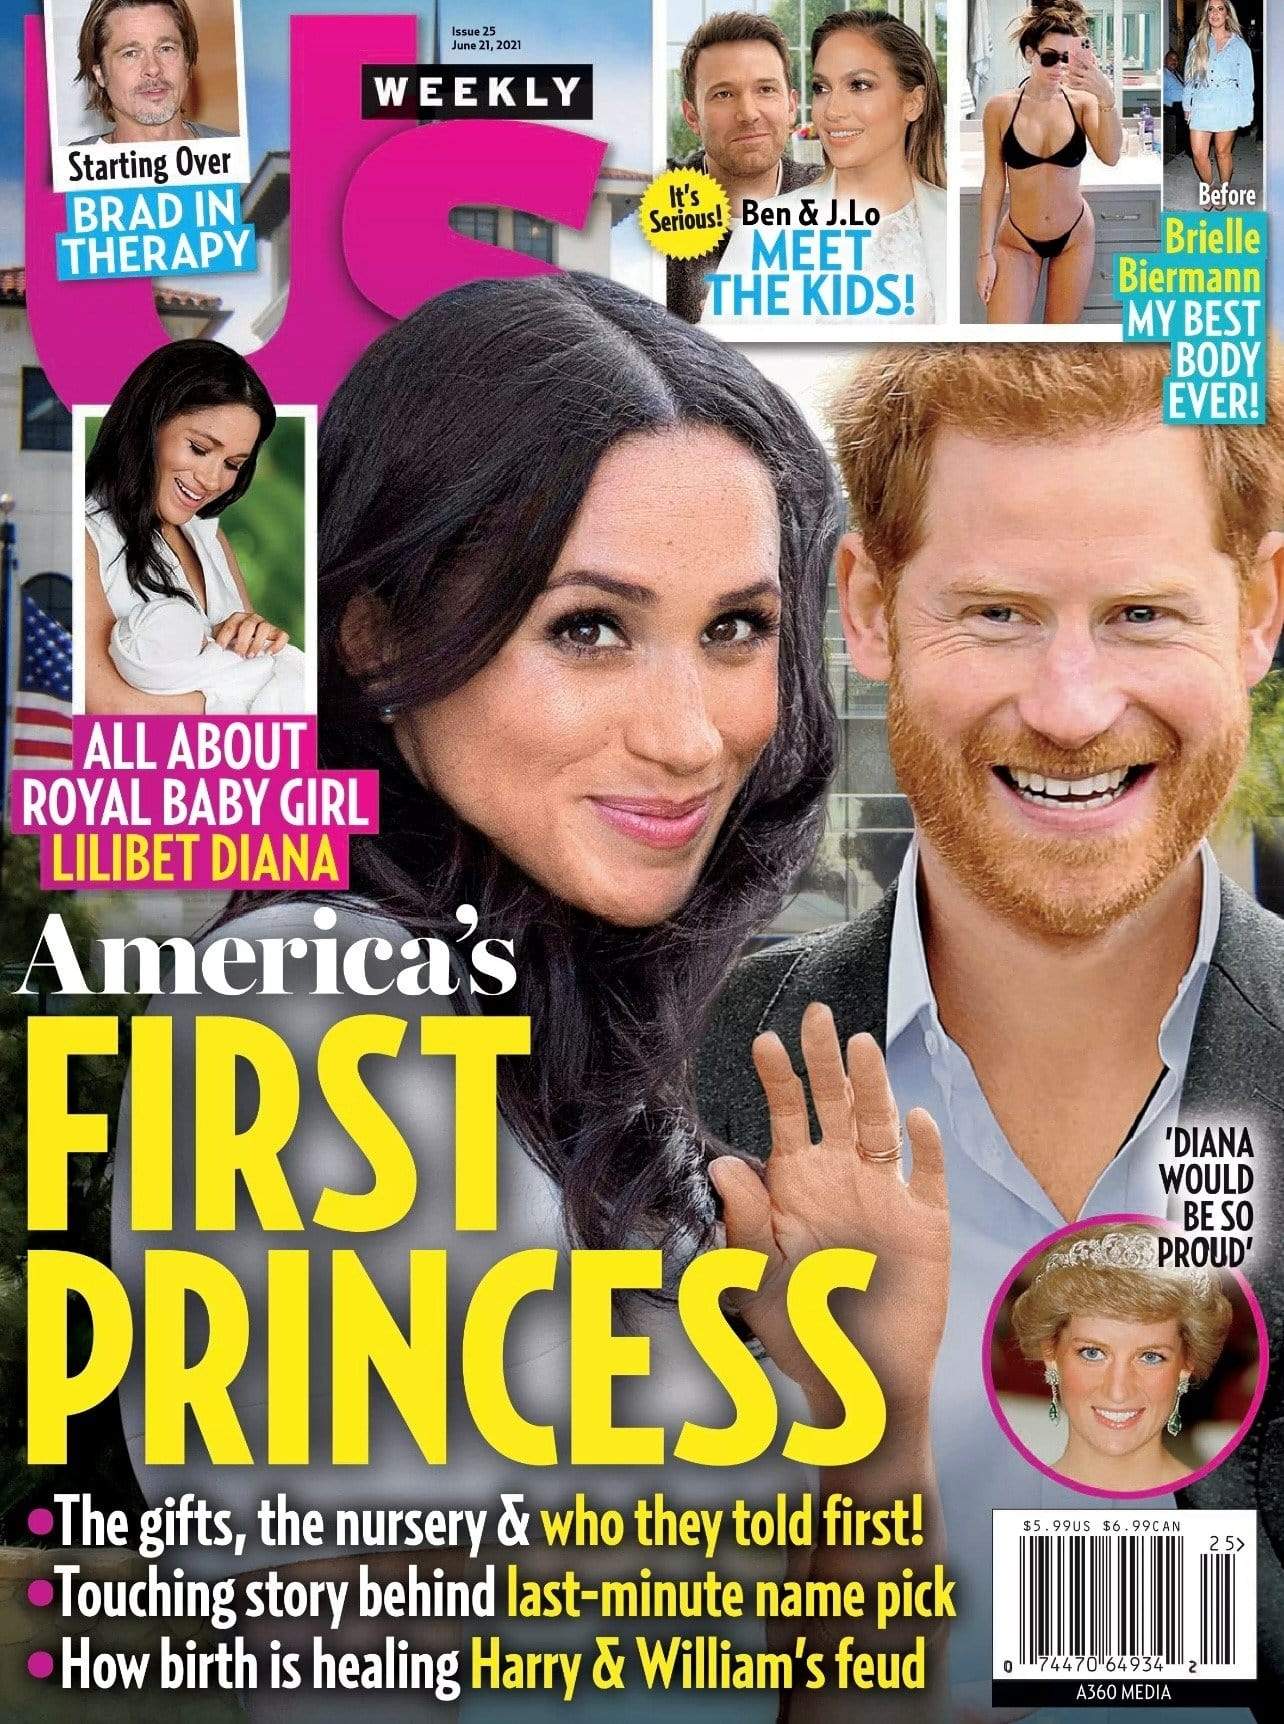 Us
WEEKLY
Issue 25
June 21, 2021
Starting Over
BRAD IN
THERAPY
It's
Serious!
Ben & J.Lo
MEET
THE KIDS!
Before
Brielle
Biermann
MY BEST
BODY
EVER!
ALL ABOUT
ROYAL BABY GIRL
LILIBET DIANA
America's
FIRST
PRINCESS
'DIANA
WOULD
BE SO
PROUD'
•The gifts, the nursery & who they told first!
•Touching story behind last-minute name pick
•How birth is healing Harry & William's feud
$5.99US $6.99CAN
25>
0 74470 64934 2
A360 MEDIA